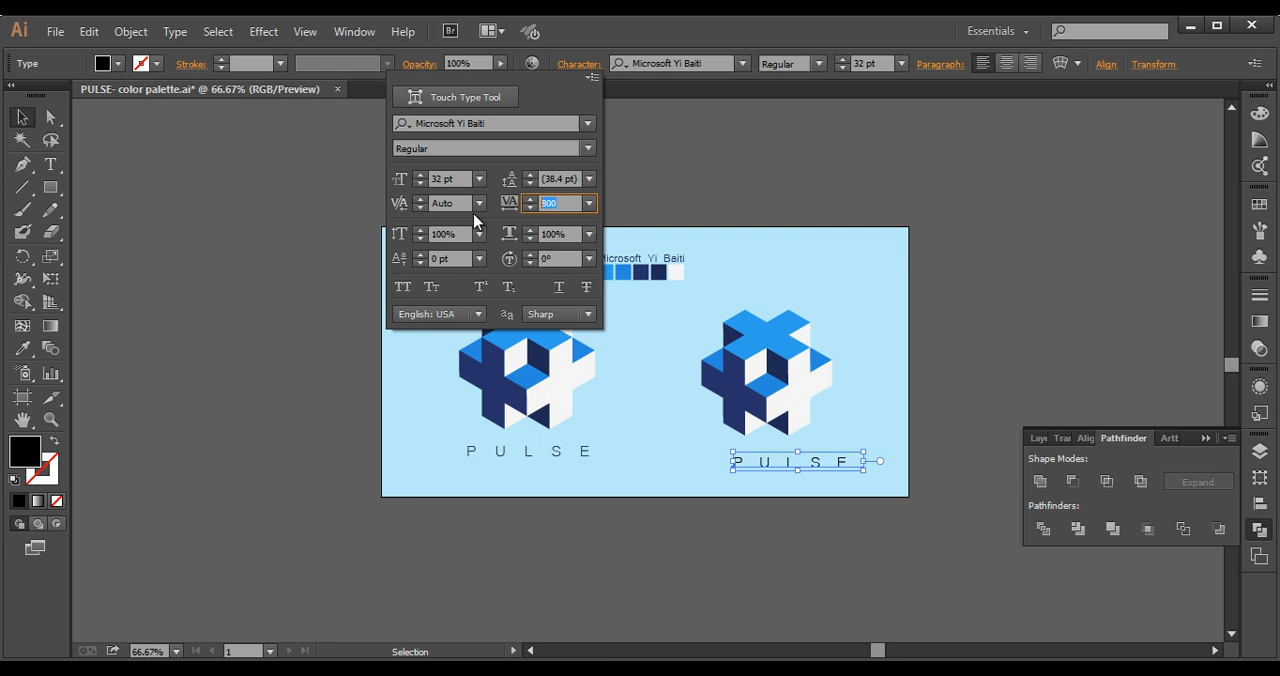 Ai File Edit Object Type Select Effect View Window Help Br Essentials
Type Stroke: Opacity: 100% Character: Microsoft Yi Baiti Regular 32 pt Paragraph: Align Transform
PULSE- color palette.ai* @ 66.67% (RGB/Preview) ×
Touch Type Tool
Microsoft Yi Baiti
Regular
32 pt (38.4 pt)
Auto 300
100% 100%
0 pt 0°
English: USA Sharp
Microsoft Yi Baiti
PULSE
PULSE
Pathfinder
Shape Modes:
Expand
Pathfinders:
66.67% 1 Selection